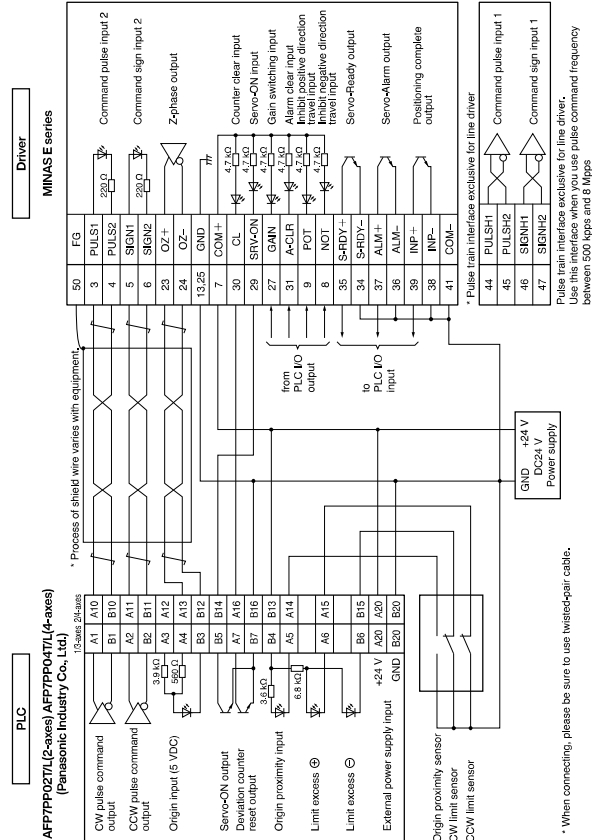 PLC
AFP7PP02T/L(2-axes) AFP7PP04T/L(4-axes)
(Panasonic Industry Co., Ltd.)
Driver
MINAS E series
1/3-axes 2/4-axes
* Process of shield wire varies with equipment.
CW pulse command
output
CCW pulse command
output
Origin input (5 VDC)
3.9 kΩ
560 Ω
Servo-ON output
Deviation counter
reset output
Origin proximity input
3.6 kΩ
6.8 kΩ
Limit excess ⊕
Limit excess ⊖
External power supply input
+24 V
GND
A1 A10
B1 B10
A2 A11
B2 B11
A3 A12
A4 A13
B3 B12
B5 B14
A7 A16
B7 B16
B4 B13
A5 A14
A6 A15
B6 B15
A20 A20
B20 B20
Origin proximity sensor
CW limit sensor
CCW limit sensor
GND +24 V
DC24 V
Power supply
from
PLC I/O
output
to
PLC I/O
input
50 FG
3 PULS1
4 PULS2
5 SIGN1
6 SIGN2
23 OZ+
24 OZ-
13,25 GND
7 COM+
30 CL
29 SRV-ON
27 GAIN
31 A-CLR
9 POT
8 NOT
35 S-RDY+
34 S-RDY-
37 ALM+
36 ALM-
39 INP+
38 INP-
41 COM-
220 Ω
220 Ω
4.7 kΩ
4.7 kΩ
4.7 kΩ
4.7 kΩ
4.7 kΩ
4.7 kΩ
Command pulse input 2
Command sign input 2
Z-phase output
Counter clear input
Servo-ON input
Gain switching input
Alarm clear input
Inhibit positive direction
travel input
Inhibit negative direction
travel input
Servo-Ready output
Servo-Alarm output
Positioning complete
output
* Pulse train interface exclusive for line driver
44 PULSH1
45 PULSH2
46 SIGNH1
47 SIGNH2
Command pulse input 1
Command sign input 1
Pulse train interface exclusive for line driver.
Use this interface when you use pulse command frequency
between 500 kpps and 8 Mpps
* When connecting, please be sure to use twisted-pair cable.